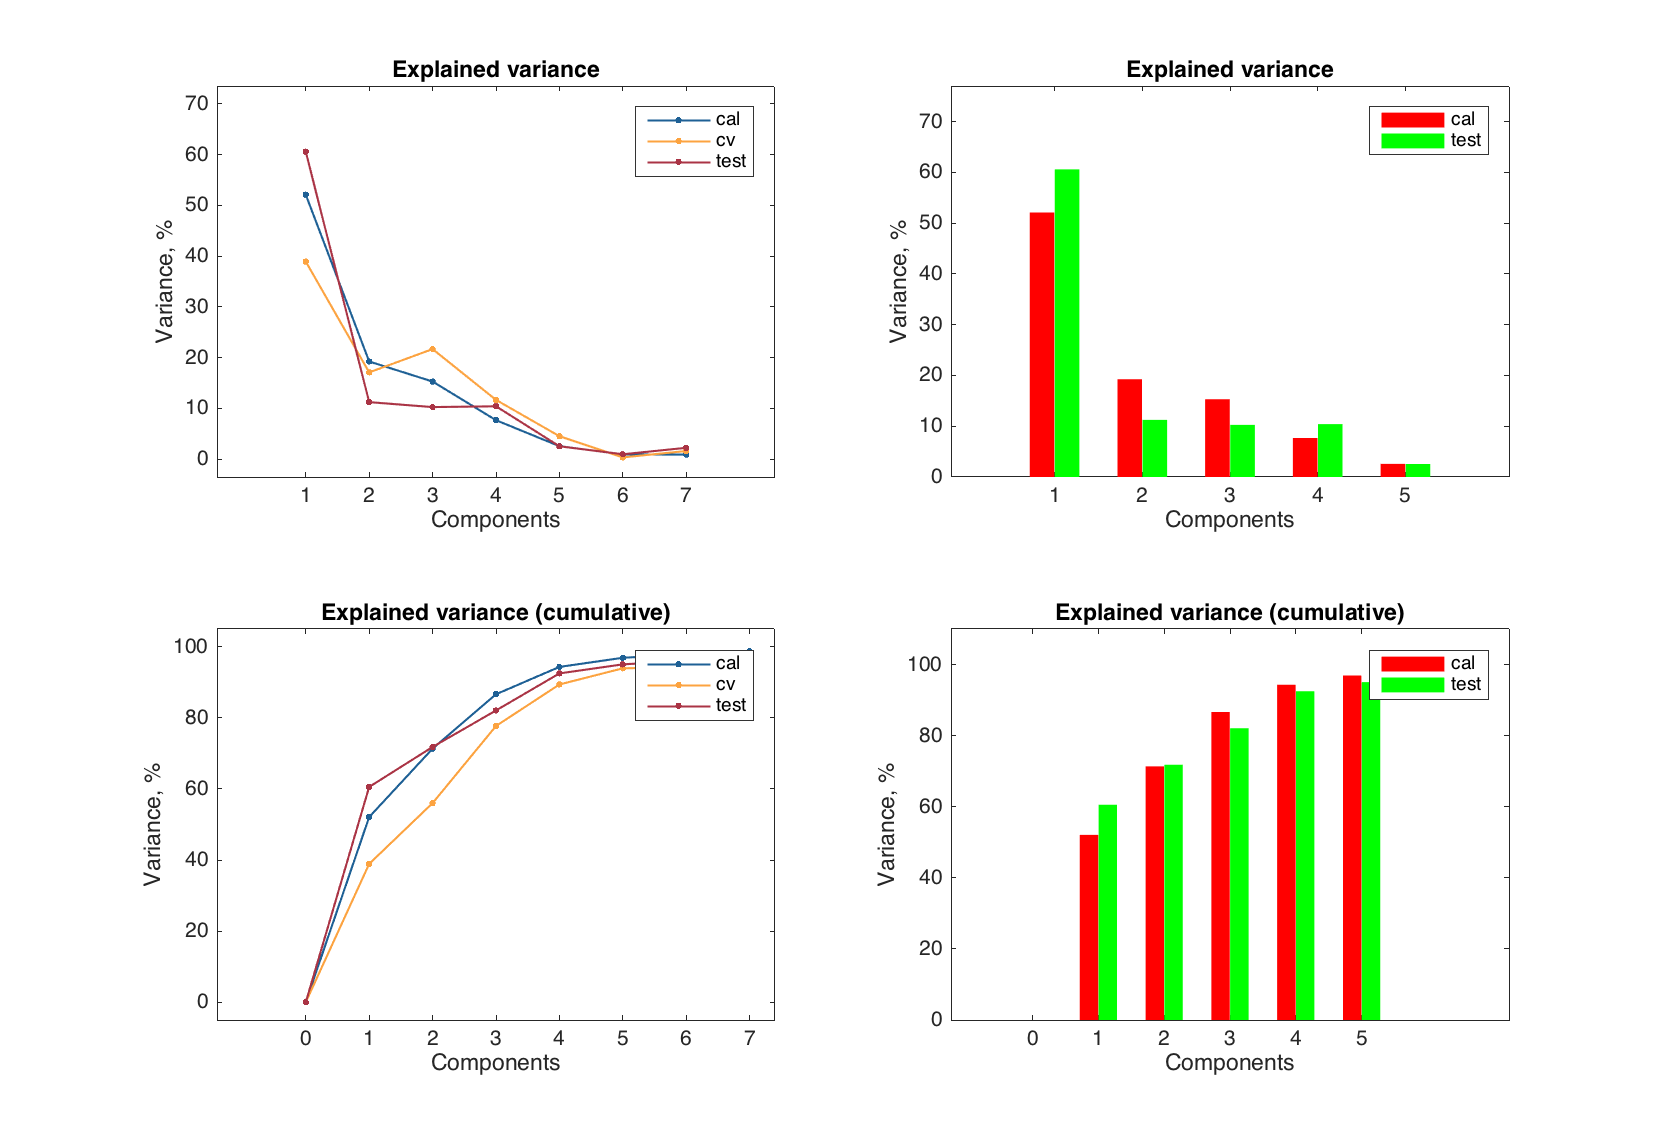 Explained variance
70
60
50
40
30
20
10
0
Variance, %
1 2 3 4 5 6 7
Components
cal
cv
test
Explained variance
70
60
50
40
30
20
10
0
Variance, %
1 2 3 4 5
Components
cal
test
Explained variance (cumulative)
100
80
60
40
20
0
Variance, %
0 1 2 3 4 5 6 7
Components
cal
cv
test
Explained variance (cumulative)
100
80
60
40
20
0
Variance, %
0 1 2 3 4 5
Components
cal
test